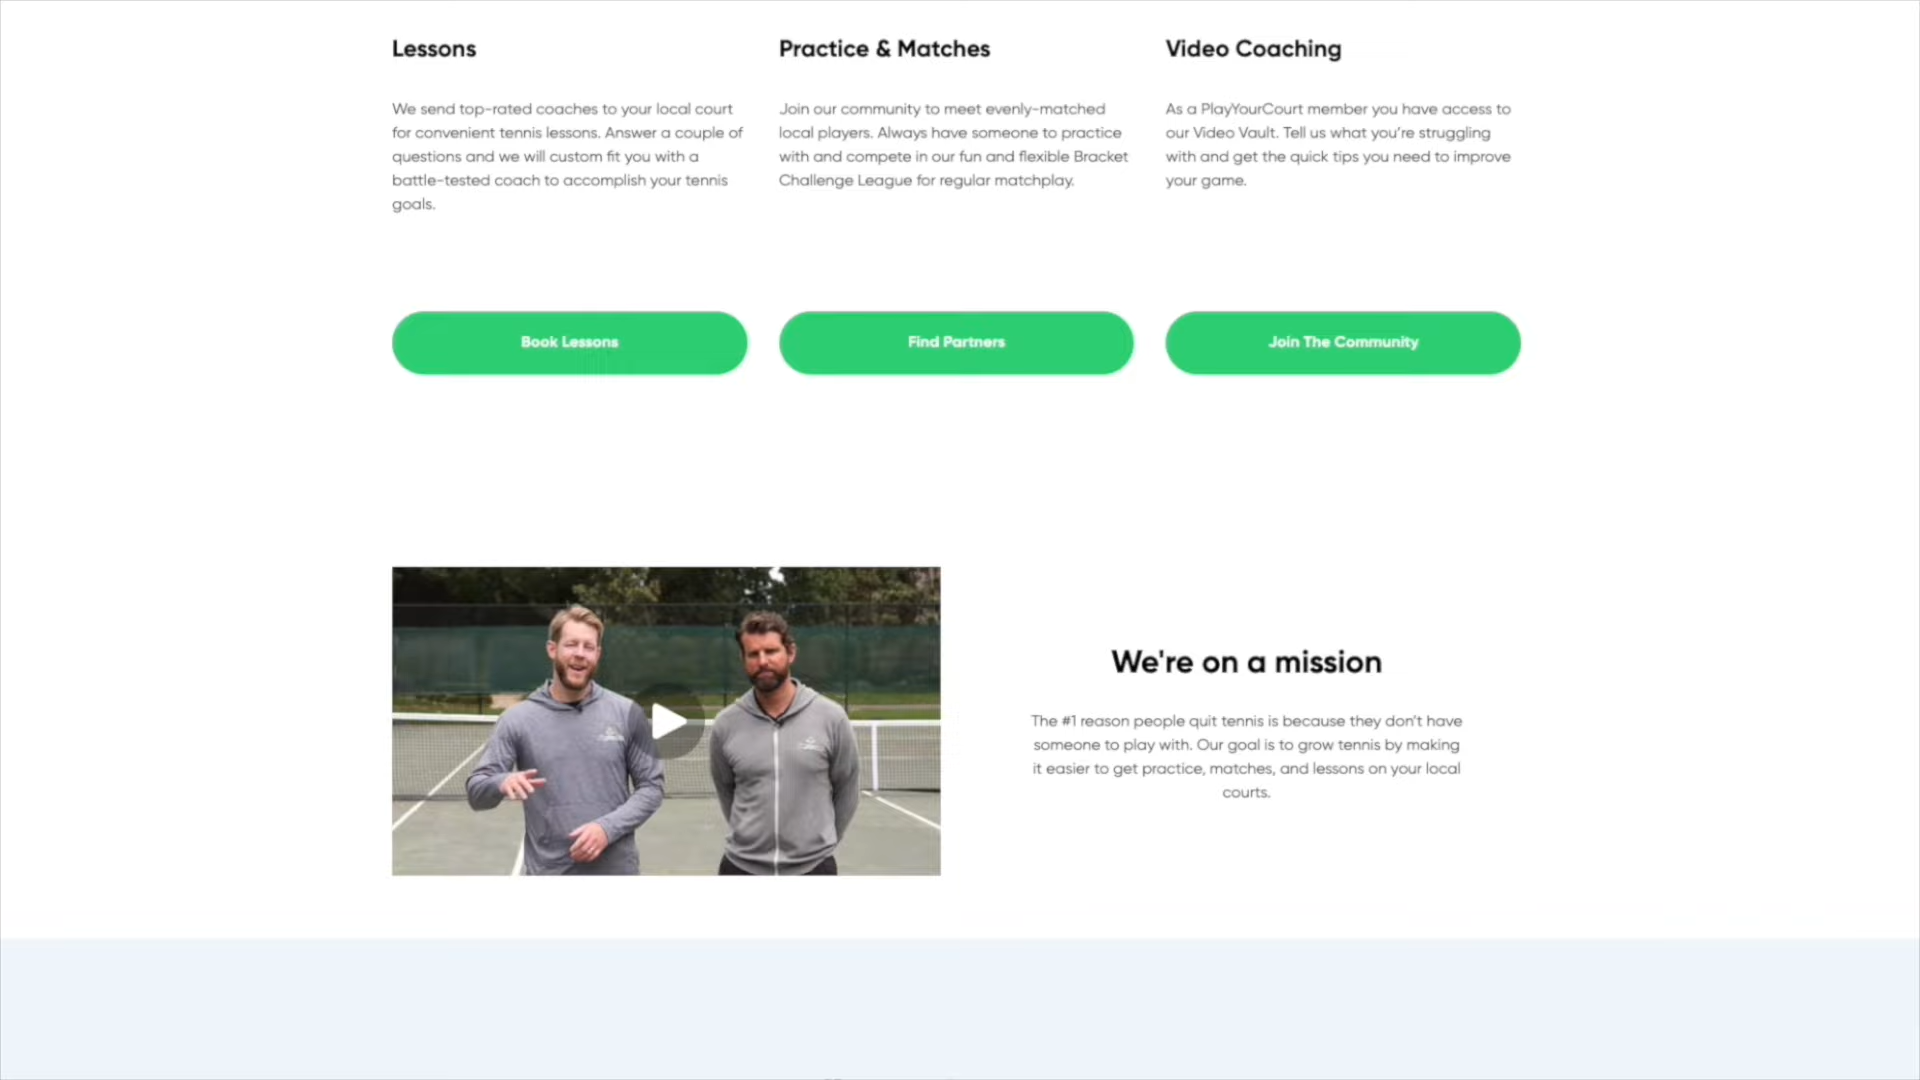 Lessons
We send top-rated coaches to your local court
for convenient tennis lessons. Answer a couple of
questions and we will custom fit you with a
battle-tested coach to accomplish your tennis
goals.
Book Lessons
Practice & Matches
Join our community to meet evenly-matched
local players. Always have someone to practice
with and compete in our fun and flexible Bracket
Challenge League for regular matchplay.
Find Partners
Video Coaching
As a PlayYourCourt member you have access to
our Video Vault. Tell us what you're struggling
with and get the quick tips you need to improve
your game.
Join The Community
We're on a mission
The #1 reason people quit tennis is because they don't have
someone to play with. Our goal is to grow tennis by making
it easier to get practice, matches, and lessons on your local
courts.